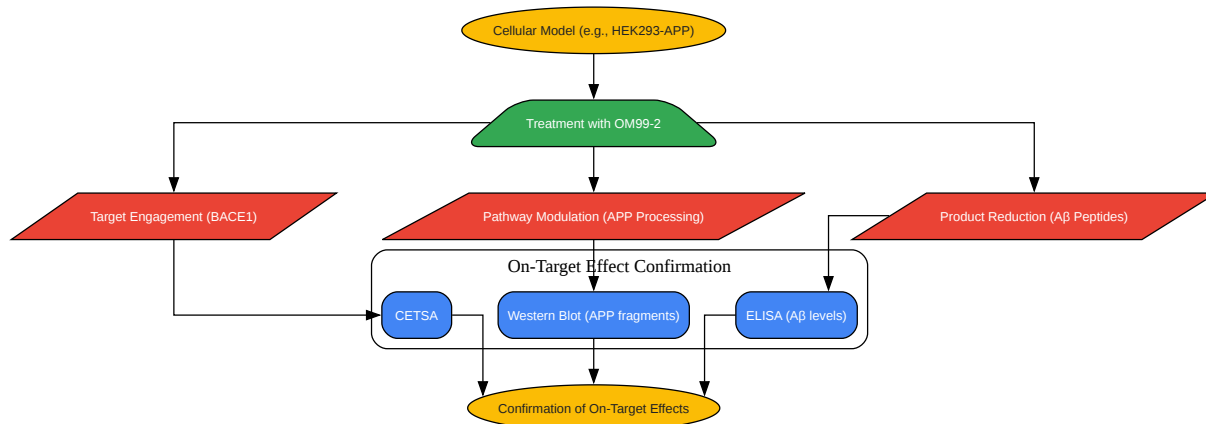 Cellular Model (e.g., HEK293-APP)
Treatment with OM99-2
Target Engagement (BACE1)
Pathway Modulation (APP Processing)
Product Reduction (Aβ Peptides)
On-Target Effect Confirmation
CETSA
Western Blot (APP fragments)
ELISA (Aβ levels)
Confirmation of On-Target Effects